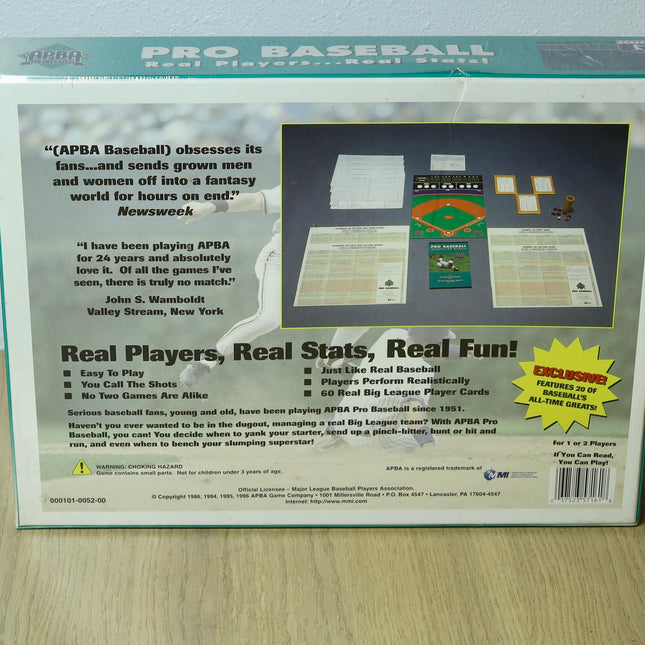 APBA
PRO BASEBALL
Real Players...Real Stats!
“(APBA Baseball) obsesses its
fans...and sends grown men
and women off into a fantasy
world for hours on end.”
Newsweek
“I have been playing APBA
for 24 years and absolutely
love it. Of all the games I’ve
seen, there is truly no match.”
John S. Wamboldt
Valley Stream, New York
PRO BASEBALL
Real Players, Real Stats, Real Fun!
■ Easy To Play
■ You Call The Shots
■ No Two Games Are Alike
■ Just Like Real Baseball
■ Players Perform Realistically
■ 60 Real Big League Player Cards
EXCLUSIVE!
FEATURES 20 OF
BASEBALL'S
ALL-TIME GREATS!
Serious baseball fans, young and old, have been playing APBA Pro Baseball since 1951.
Haven't you ever wanted to be in the dugout, managing a real big League team? With APBA Pro
Baseball, you can! You decide when to yank your starter, send up a pinch-hitter, bunt or hit and
run, and even when to bench your slumping superstar!
For 1 or 2 Players
If You Can Read,
You Can Play!
WARNING: CHOKING HAZARD
Game contains small parts. Not for children under 3 years of age.
APBA is a registered trademark of
MMI
000101-0052-00
Official Licensee – Major League Baseball Players Association.
© Copyright 1986, 1994, 1995, 1996 APBA Game Company • 1001 Millersville Road • P.O. Box 4547 • Lancaster, PA 17604-4547
Internet: http://www.mmi.com